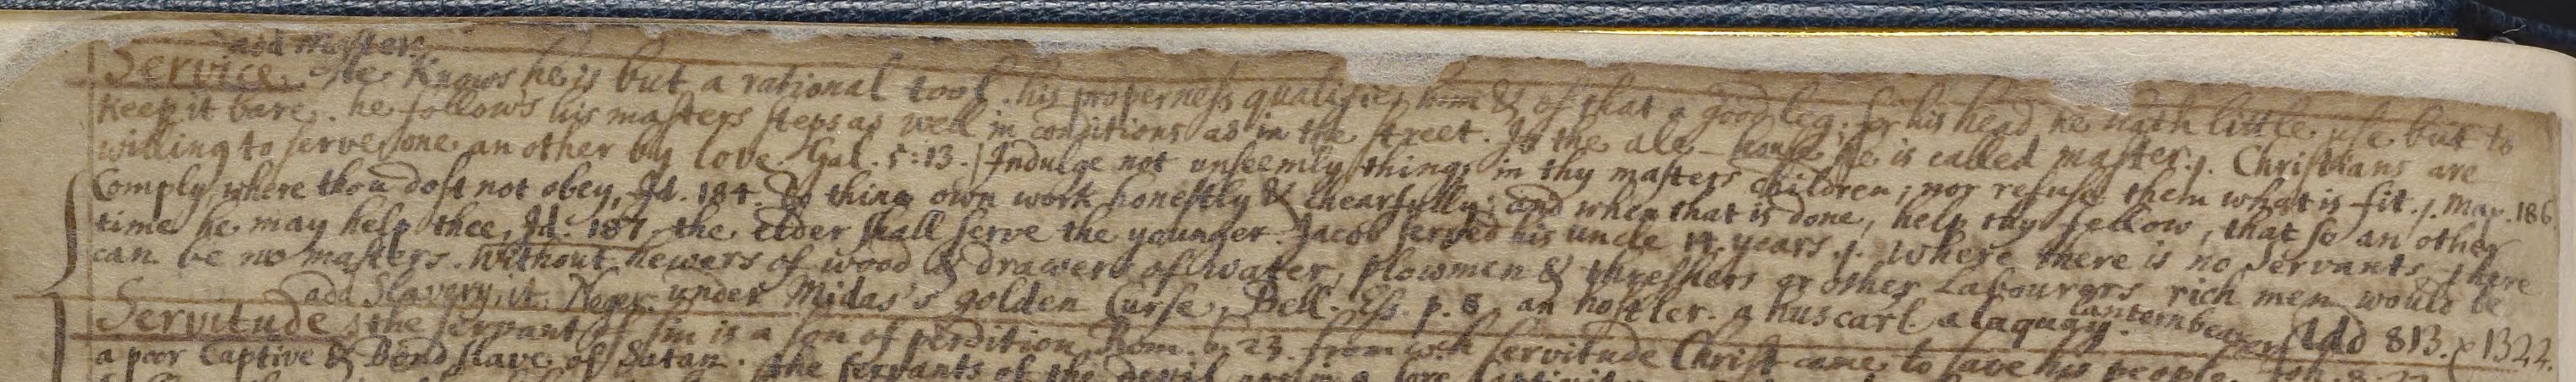 add Master.
Service. He Knows he is but a rational tool. his properness qualifies him & of that a good leg. for his head he hath little use but to
keep it bare. he follows his masters steps as well in conditions as in the street. In the ale-house he is called master. /. Christians are
willing to serve one an other by love. Gal. 5:13. / Indulge not unseemly things in thy masters Children; nor refuse them what is fit. /. Map. 186
Comply, where thou dost not obey, Id. 184. Do thine own work honestly & chearfully; and when that is done, help thy fellow, that so an other
time he may help thee, Id. 187. the elder shall serve the younger. Jacob served his uncle 14. years. /. Where there is no Servants, there
can be no masters. Without hewers of wood & drawers of water, plowmen & threshers or other Labourers rich men would be
under Midas's golden Curse, Bell. Ess. p. 8. an hostler. a huscarl. a laquay. Lanternbearer Add 813. x 1322.
add Slavery, it. Neger.
Servitude, the servant of sin is a son of perdition Rom. 6. 23. from wch servitude Christ came to save his people
a poor Captive & Bond slave of Satan. the servants of the devil are in a sore